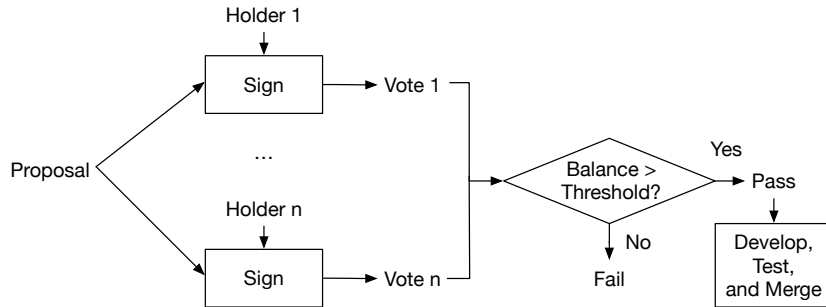 Holder 1
Sign
Vote 1
Proposal
...
Balance >
Threshold?
Yes
Pass
Holder n
Sign
Vote n
No
Fail
Develop,
Test,
and Merge